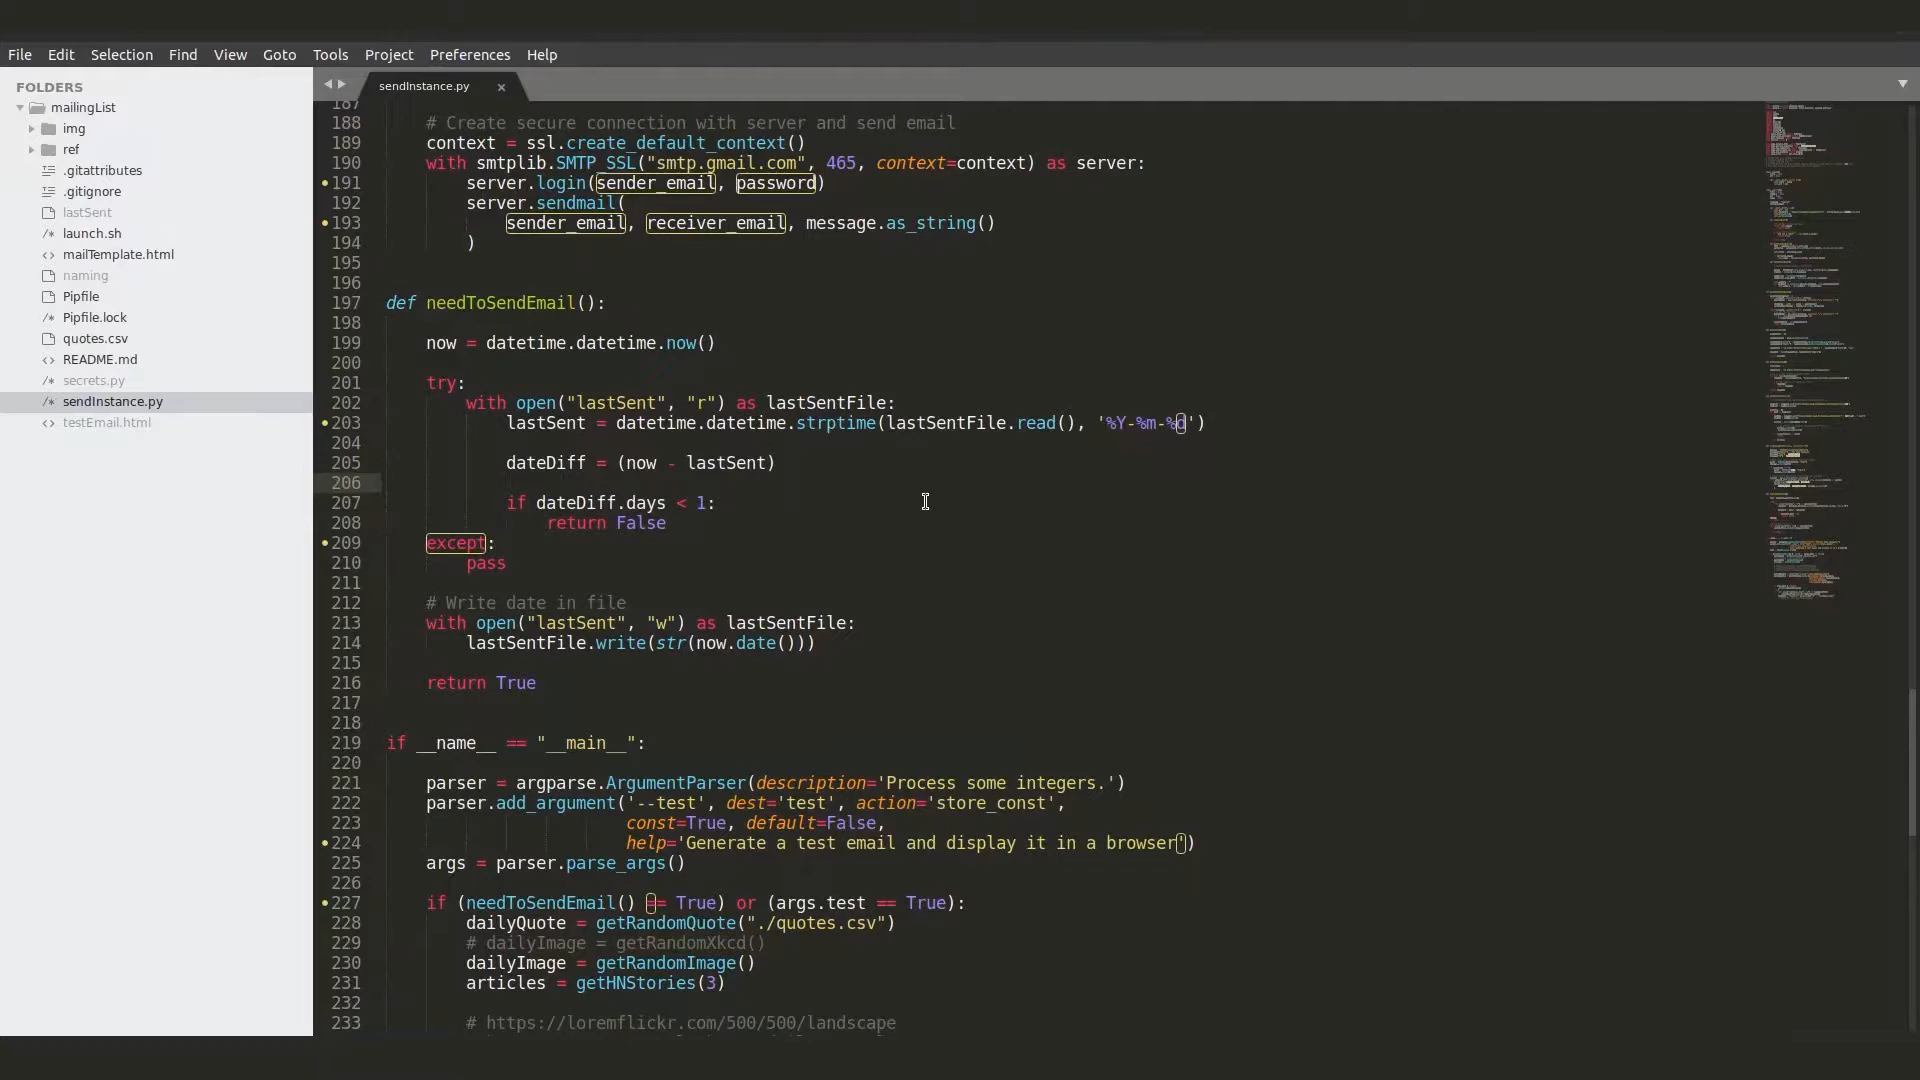 File Edit Selection Find View Goto Tools Project Preferences Help
FOLDERS
mailingList
img
ref
.gitattributes
.gitignore
lastSent
launch.sh
mailTemplate.html
naming
Pipfile
Pipfile.lock
quotes.csv
README.md
secrets.py
sendInstance.py
testEmail.html
sendInstance.py
187
188 # Create secure connection with server and send email
189 context = ssl.create_default_context()
190 with smtplib.SMTP_SSL("smtp.gmail.com", 465, context=context) as server:
191 server.login(sender_email, password)
192 server.sendmail(
193 sender_email, receiver_email, message.as_string()
194 )
195
196
197 def needToSendEmail():
198
199 now = datetime.datetime.now()
200
201 try:
202 with open("lastSent", "r") as lastSentFile:
203 lastSent = datetime.datetime.strptime(lastSentFile.read(), '%Y-%m-%d')
204
205 dateDiff = (now - lastSent)
206
207 if dateDiff.days < 1:
208 return False
209 except:
210 pass
211
212 # Write date in file
213 with open("lastSent", "w") as lastSentFile:
214 lastSentFile.write(str(now.date()))
215
216 return True
217
218
219 if __name__ == "__main__":
220
221 parser = argparse.ArgumentParser(description='Process some integers.')
222 parser.add_argument('--test', dest='test', action='store_const',
223 const=True, default=False,
224 help='Generate a test email and display it in a browser')
225 args = parser.parse_args()
226
227 if (needToSendEmail() == True) or (args.test == True):
228 dailyQuote = getRandomQuote("./quotes.csv")
229 # dailyImage = getRandomXkcd()
230 dailyImage = getRandomImage()
231 articles = getHNStories(3)
232
233 # https://loremflickr.com/500/500/landscape